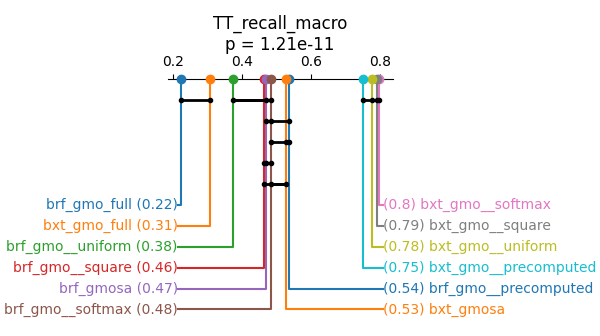 TT_recall_macro
p = 1.21e-11
0.2 0.4 0.6 0.8
brf_gmo_full (0.22) (0.8) bxt_gmo__softmax
bxt_gmo_full (0.31) (0.79) bxt_gmo__square
brf_gmo__uniform (0.38) (0.78) bxt_gmo__uniform
brf_gmo__square (0.46) (0.75) bxt_gmo__precomputed
brf_gmosa (0.47) (0.54) brf_gmo__precomputed
brf_gmo__softmax (0.48) (0.53) bxt_gmosa